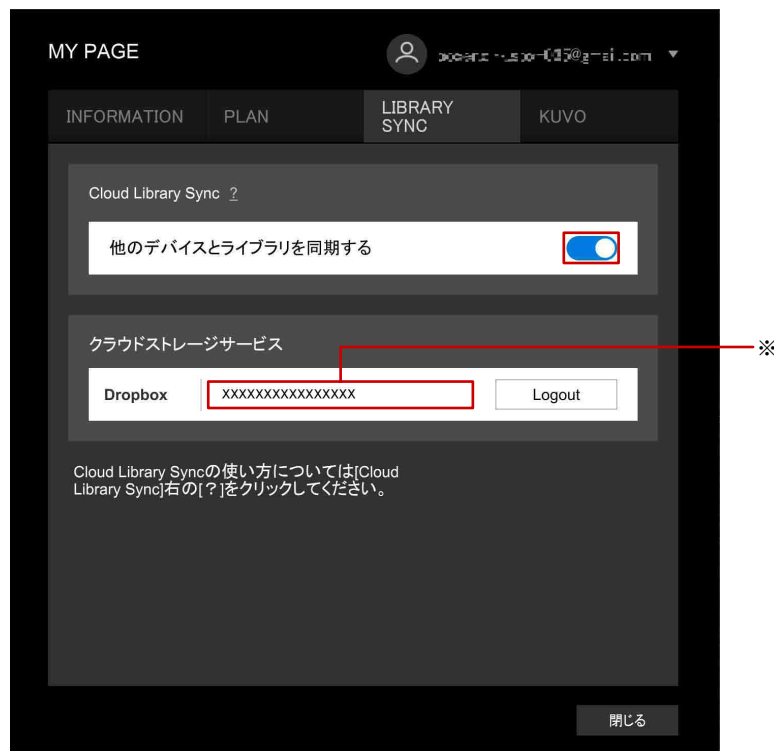 MY PAGE
INFORMATION
PLAN
LIBRARY
SYNC
KUVO
Cloud Library Sync ?
他のデバイスとライブラリを同期する
クラウドストレージサービス
※
Dropbox
XXXXXXXXXXXXXXXX
Logout
Cloud Library Syncの使い方については[Cloud
Library Sync]右の[？]をクリックしてください。
閉じる